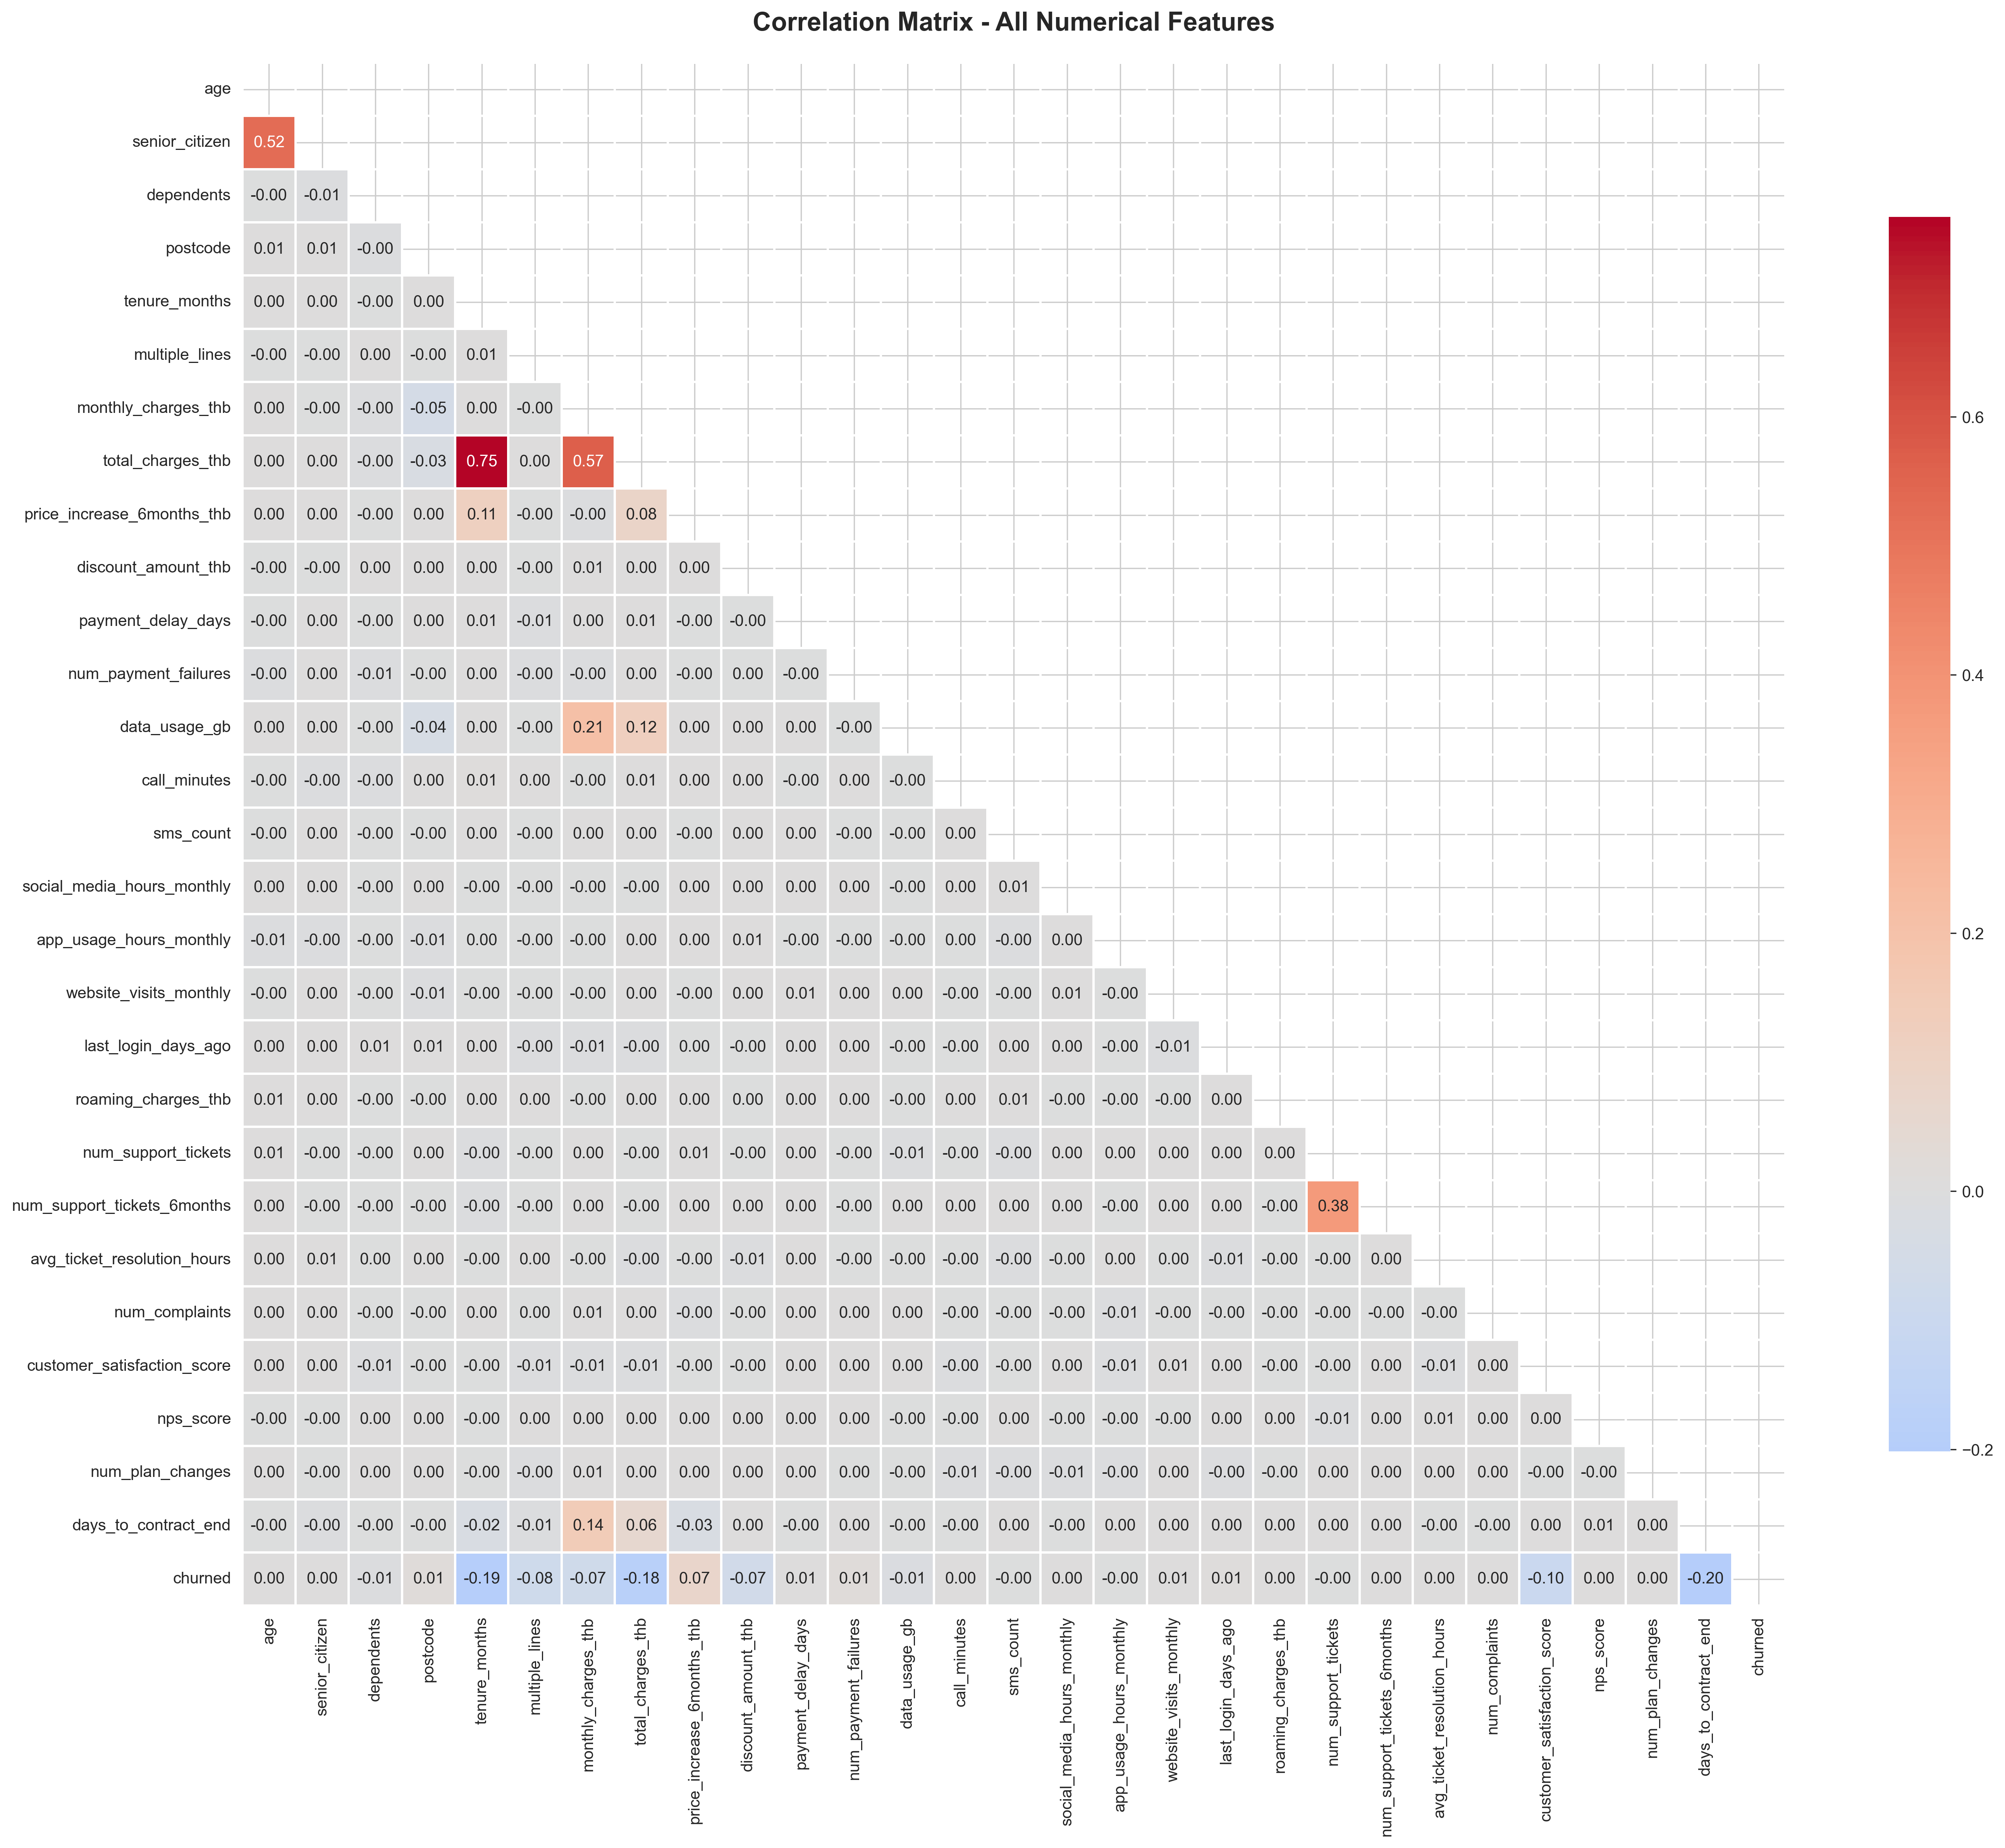 Correlation Matrix - All Numerical Features
age
senior_citizen 0.52
dependents -0.00 -0.01
postcode 0.01 0.01 -0.00
tenure_months 0.00 0.00 -0.00 0.00
multiple_lines -0.00 -0.00 0.00 -0.00 0.01
monthly_charges_thb 0.00 -0.00 -0.00 -0.05 0.00 -0.00
total_charges_thb 0.00 0.00 -0.00 -0.03 0.75 0.00 0.57
price_increase_6months_thb 0.00 0.00 -0.00 0.00 0.11 -0.00 -0.00 0.08
discount_amount_thb -0.00 -0.00 0.00 0.00 0.00 -0.00 0.01 0.00 0.00
payment_delay_days -0.00 0.00 -0.00 0.00 0.01 -0.01 0.00 0.01 -0.00 -0.00
num_payment_failures -0.00 0.00 -0.01 -0.00 0.00 -0.00 -0.00 0.00 -0.00 0.00 -0.00
data_usage_gb 0.00 0.00 -0.00 -0.04 0.00 -0.00 0.21 0.12 0.00 0.00 0.00 -0.00
call_minutes -0.00 -0.00 -0.00 0.00 0.01 0.00 -0.00 0.01 0.00 0.00 -0.00 0.00 -0.00
sms_count -0.00 0.00 -0.00 -0.00 0.00 -0.00 0.00 0.00 -0.00 0.00 0.00 -0.00 -0.00 0.00
social_media_hours_monthly 0.00 0.00 -0.00 0.00 -0.00 -0.00 -0.00 -0.00 0.00 0.00 0.00 0.00 -0.00 0.00 0.01
app_usage_hours_monthly -0.01 -0.00 -0.00 -0.01 0.00 -0.00 -0.00 0.00 0.00 0.01 -0.00 -0.00 -0.00 0.00 -0.00 0.00
website_visits_monthly -0.00 0.00 -0.00 -0.01 -0.00 -0.00 -0.00 0.00 -0.00 0.00 0.01 0.00 0.00 -0.00 -0.00 0.01 -0.00
last_login_days_ago 0.00 0.00 0.01 0.01 0.00 -0.00 -0.01 -0.00 0.00 -0.00 0.00 0.00 -0.00 -0.00 0.00 0.00 -0.00 -0.01
roaming_charges_thb 0.01 0.00 -0.00 -0.00 0.00 0.00 -0.00 0.00 0.00 0.00 0.00 0.00 -0.00 0.00 0.01 -0.00 -0.00 -0.00 0.00
num_support_tickets 0.01 -0.00 -0.00 0.00 -0.00 -0.00 0.00 -0.00 0.01 -0.00 0.00 -0.00 -0.01 -0.00 -0.00 0.00 0.00 0.00 0.00 0.00
num_support_tickets_6months 0.00 -0.00 -0.00 -0.00 -0.00 -0.00 -0.00 -0.00 0.00 -0.00 0.00 -0.00 0.00 0.00 0.00 0.00 -0.00 0.00 0.00 -0.00 0.38
avg_ticket_resolution_hours 0.00 0.01 0.00 0.00 -0.00 0.00 -0.00 -0.00 -0.00 -0.01 0.00 -0.00 -0.00 -0.00 -0.00 -0.00 0.00 0.00 -0.01 -0.00 -0.00 0.00
num_complaints 0.00 0.00 -0.00 -0.00 0.00 0.00 0.01 0.00 -0.00 -0.00 0.00 0.00 0.00 -0.00 -0.00 -0.00 -0.01 -0.00 -0.00 -0.00 -0.00 -0.00 -0.00
customer_satisfaction_score 0.00 0.00 -0.01 -0.00 -0.00 -0.01 -0.01 -0.01 -0.00 -0.00 0.00 0.00 0.00 -0.00 -0.00 0.00 -0.01 0.01 0.00 -0.00 -0.00 0.00 -0.01 0.00
nps_score -0.00 -0.00 0.00 0.00 -0.00 0.00 0.00 0.00 0.00 0.00 0.00 0.00 -0.00 -0.00 0.00 -0.00 -0.00 -0.00 0.00 0.00 -0.01 0.00 0.01 0.00 0.00
num_plan_changes 0.00 -0.00 0.00 0.00 -0.00 -0.00 0.01 0.00 0.00 0.00 0.00 0.00 -0.00 -0.01 -0.00 -0.01 -0.00 0.00 -0.00 -0.00 0.00 0.00 0.00 0.00 -0.00 -0.00
days_to_contract_end -0.00 -0.00 -0.00 -0.00 -0.02 -0.01 0.14 0.06 -0.03 0.00 -0.00 0.00 -0.00 -0.00 0.00 -0.00 0.00 0.00 0.00 0.00 0.00 0.00 -0.00 -0.00 0.00 0.01 0.00
churned 0.00 0.00 -0.01 0.01 -0.19 -0.08 -0.07 -0.18 0.07 -0.07 0.01 0.01 -0.01 0.00 -0.00 0.00 -0.00 0.01 0.01 0.00 -0.00 0.00 0.00 0.00 -0.10 0.00 0.00 -0.20
age
senior_citizen
dependents
postcode
tenure_months
multiple_lines
monthly_charges_thb
total_charges_thb
price_increase_6months_thb
discount_amount_thb
payment_delay_days
num_payment_failures
data_usage_gb
call_minutes
sms_count
social_media_hours_monthly
app_usage_hours_monthly
website_visits_monthly
last_login_days_ago
roaming_charges_thb
num_support_tickets
num_support_tickets_6months
avg_ticket_resolution_hours
num_complaints
customer_satisfaction_score
nps_score
num_plan_changes
days_to_contract_end
churned
0.6
0.4
0.2
0.0
−0.2